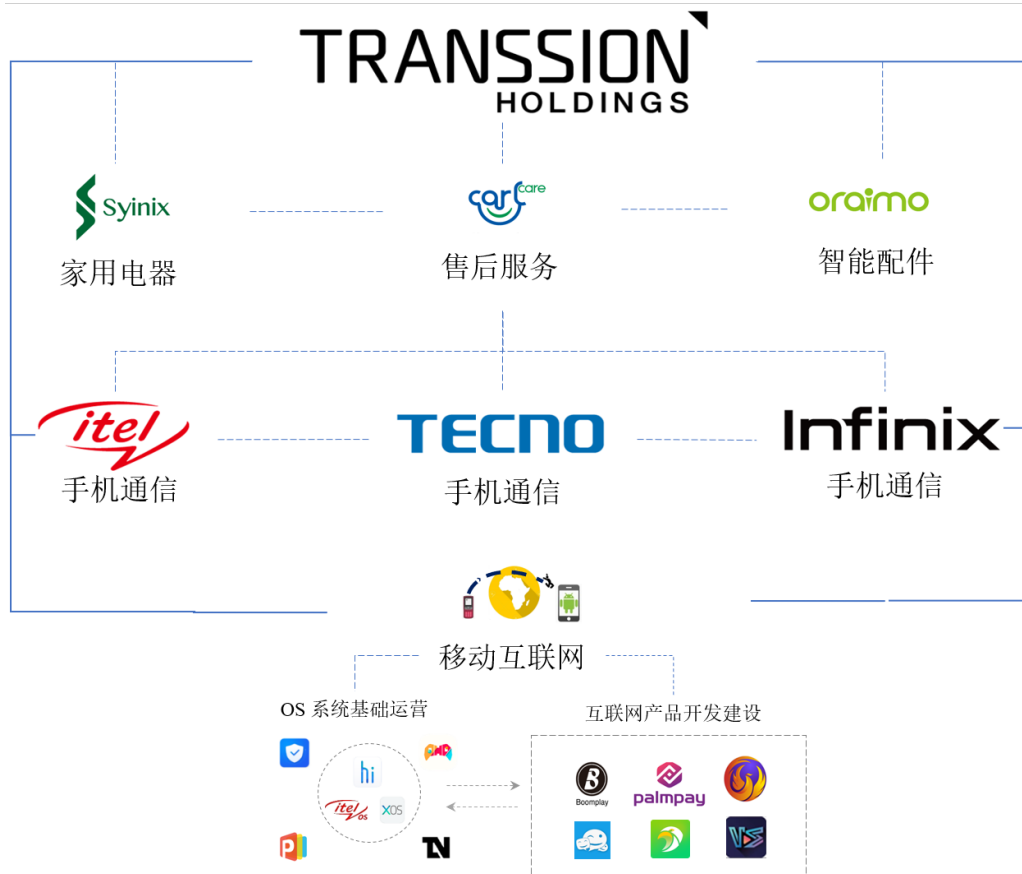 TRANSSION
HOLDINGS
Syinix
carl care
oraimo
家用电器
售后服务
智能配件
itel
TECNO
Infinix
手机通信
手机通信
手机通信
移动互联网
OS 系统基础运营
互联网产品开发建设
hi
itel OS
XOS
P
TN
B
Boomplay
palmpay
VS